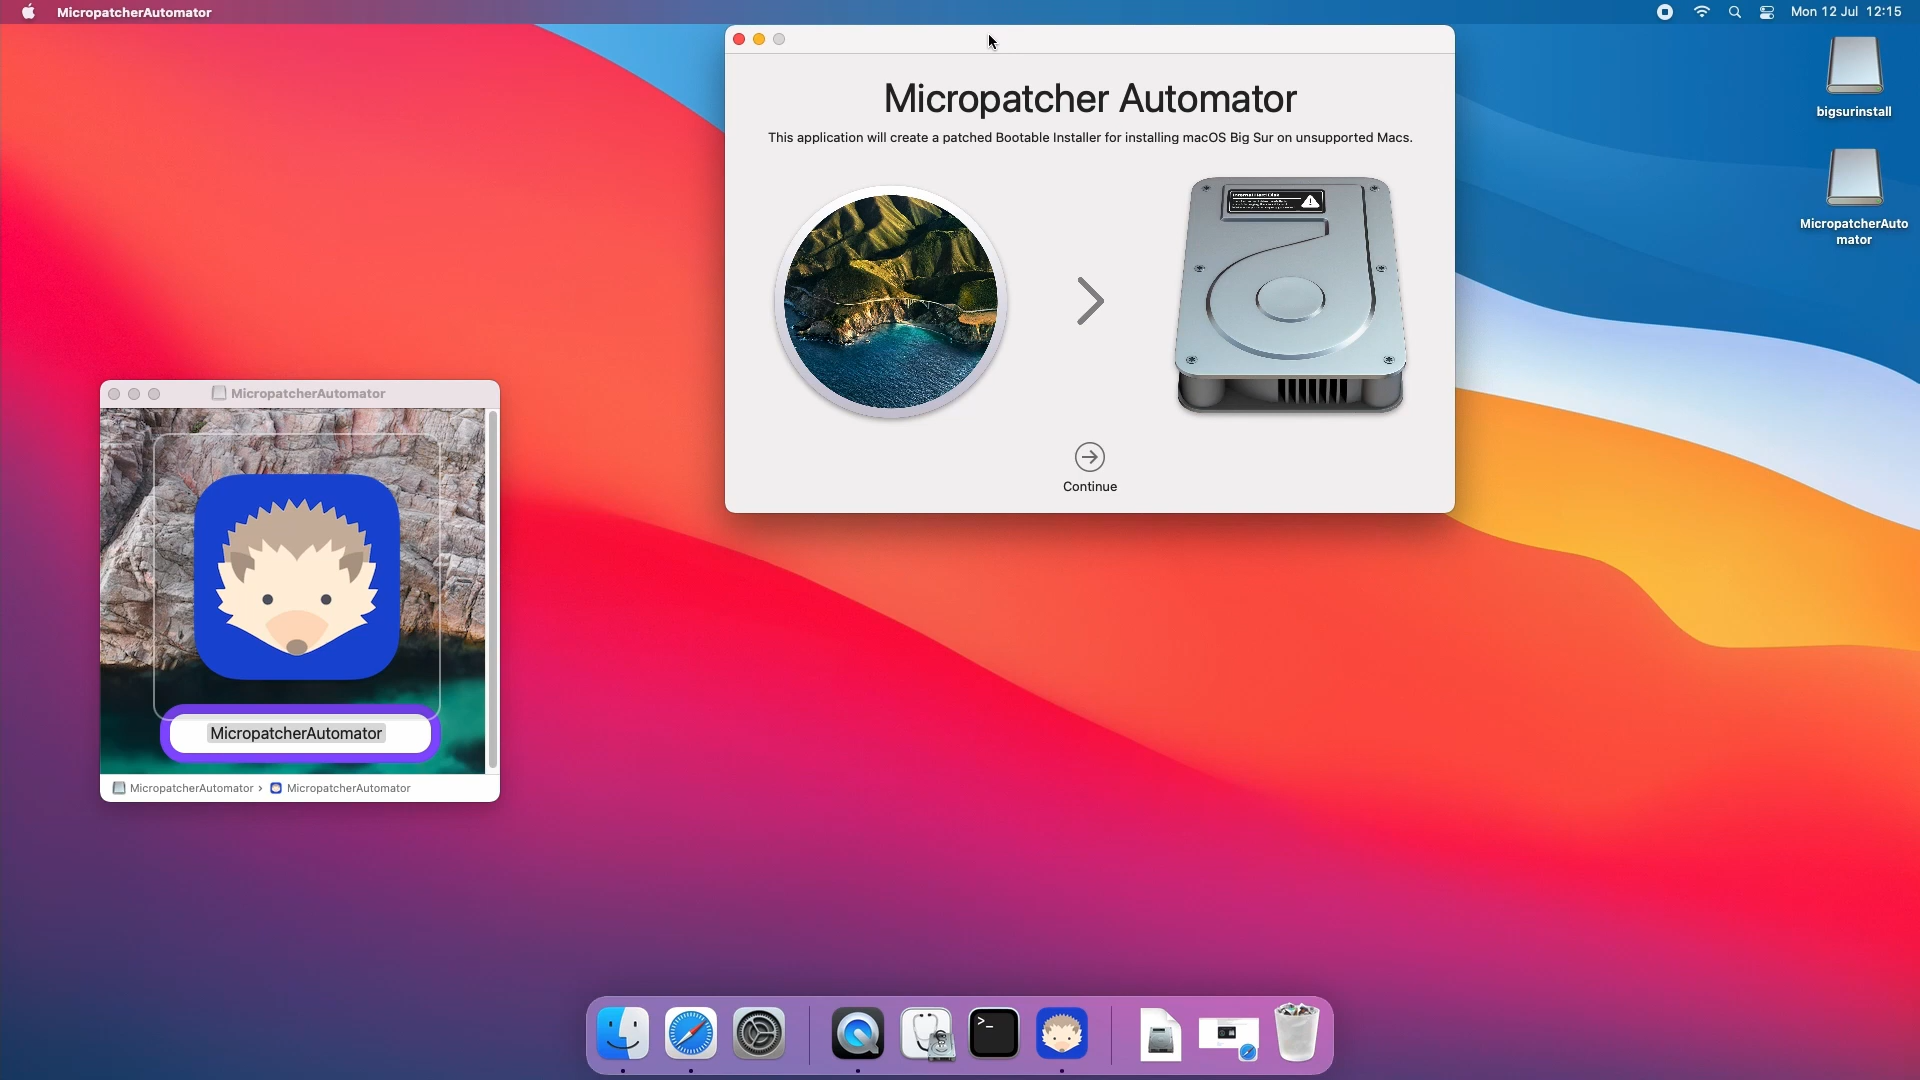 MicropatcherAutomator
Mon 12 Jul 12:15
Micropatcher Automator
This application will create a patched Bootable Installer for installing macOS Big Sur on unsupported Macs.
Continue
bigsurinstall
MicropatcherAuto
mator
MicropatcherAutomator
MicropatcherAutomator
MicropatcherAutomator › MicropatcherAutomator
>_